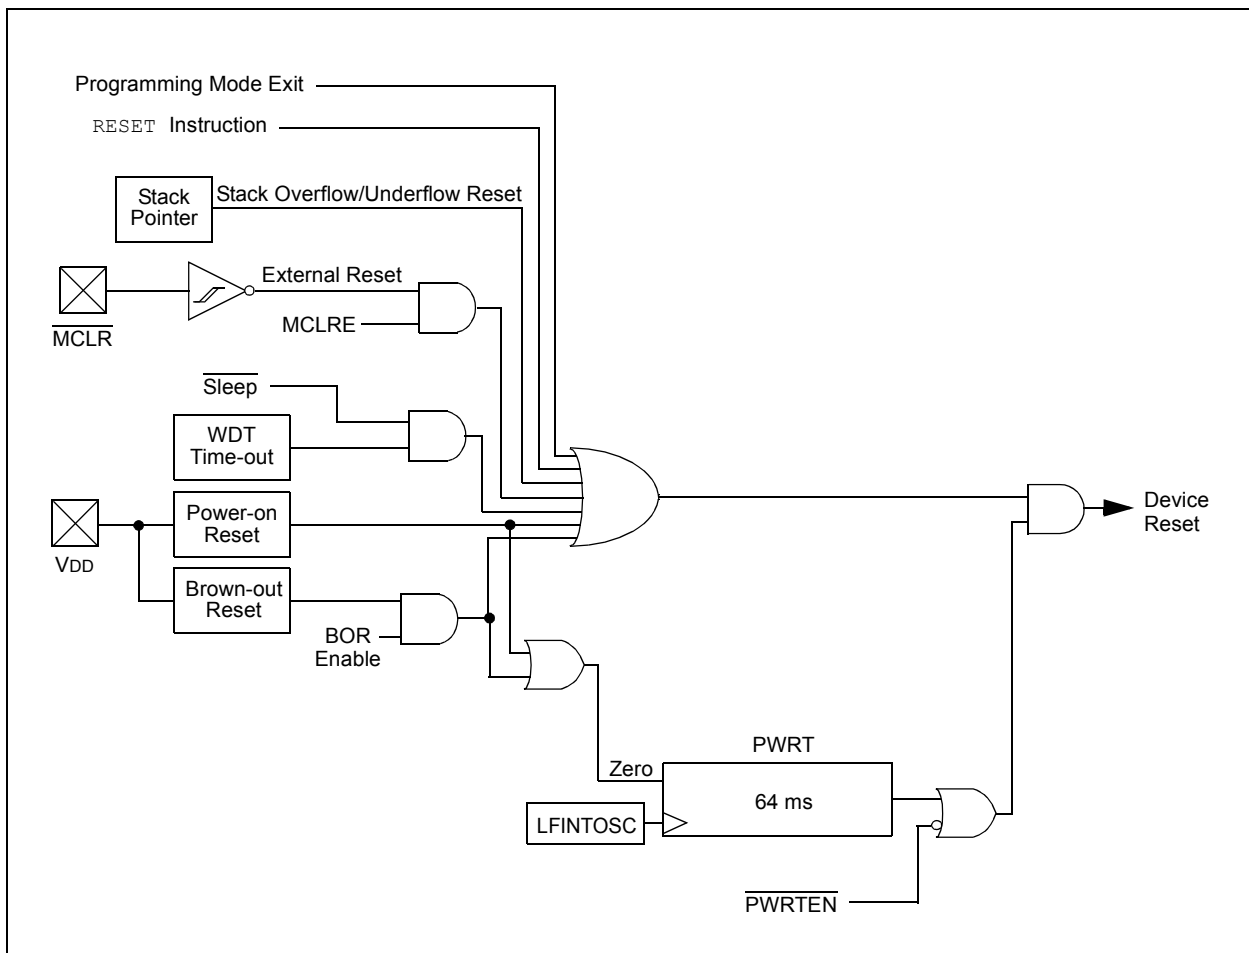 Programming Mode Exit
RESET Instruction
Stack
Pointer
Stack Overflow/Underflow Reset
External Reset
MCLRE
MCLR
Sleep
WDT
Time-out
Power-on
Reset
VDD
Brown-out
Reset
BOR
Enable
Device
Reset
PWRT
Zero
64 ms
LFINTOSC
PWRTEN